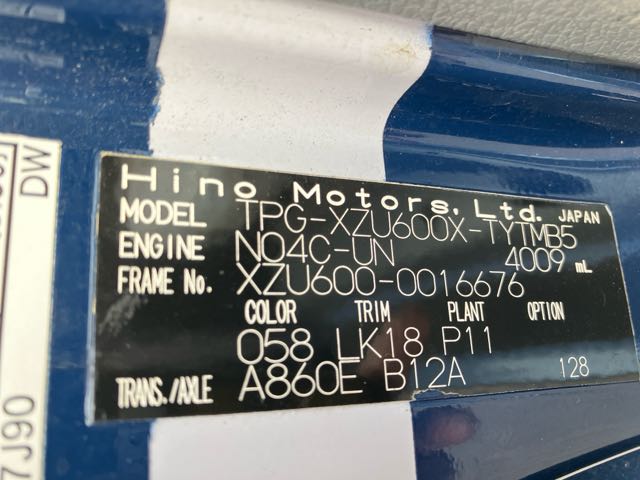 Hino Motors, Ltd. JAPAN
MODEL TPG-XZU600X-TYTMB5
ENGINE N04C-UN 4009 mL
FRAME No. XZU600-0016676
COLOR TRIM PLANT OPTION
058 LK18 P11
TRANS./AXLE A860E B12A 128
DW
7J90